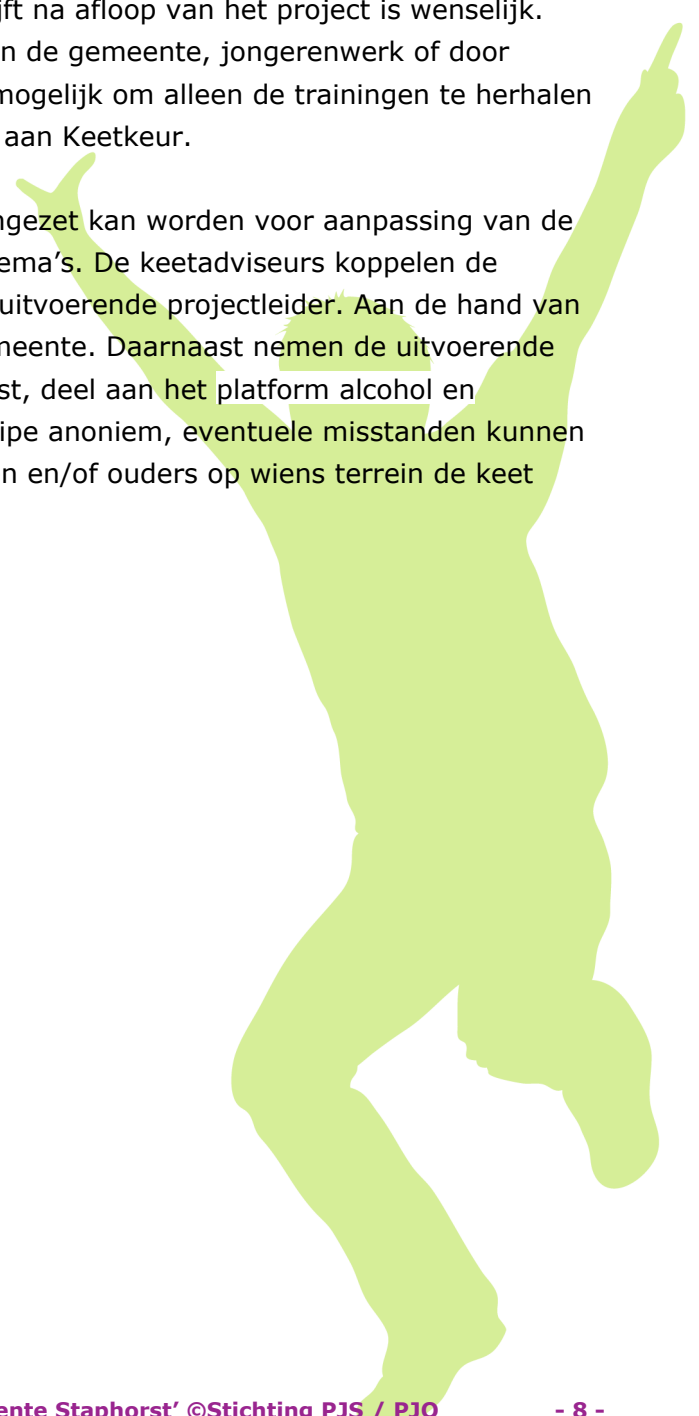 ft na afloop van het project is wenselijk.
n de gemeente, jongerenwerk of door
mogelijk om alleen de trainingen te herhalen
aan Keetkeur.
ngezet kan worden voor aanpassing van de
ema's. De keetadviseurs koppelen de
uitvoerende projectleider. Aan de hand van
meente. Daarnaast nemen de uitvoerende
st, deel aan het platform alcohol en
ipe anoniem, eventuele misstanden kunnen
n en/of ouders op wiens terrein de keet
ente Staphorst’ ©Stichting PJS / PJO - 8 -